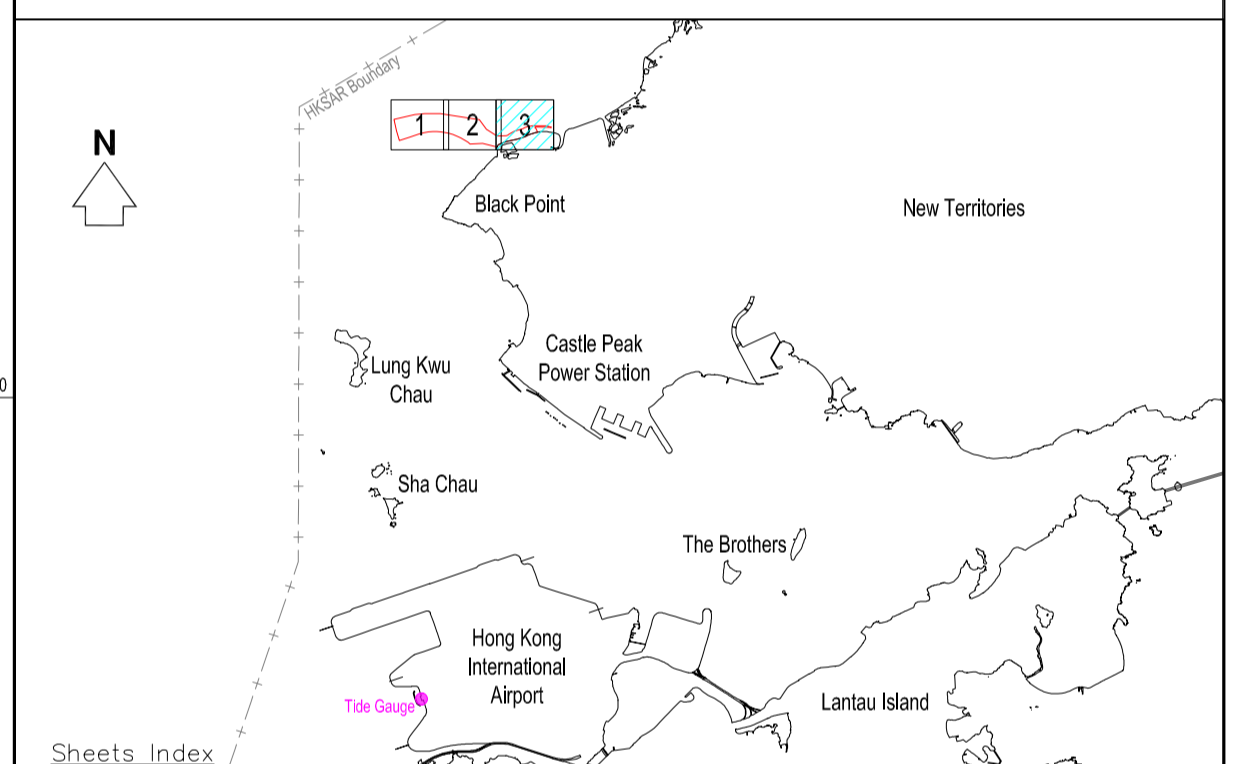 HKSAR Boundary
N
1 2 3
Black Point
New Territories
Castle Peak
Power Station
Lung Kwu
Chau
0
Sha Chau
The Brothers
Hong Kong
International
Airport
Tide Gauge
Lantau Island
Sheets Index